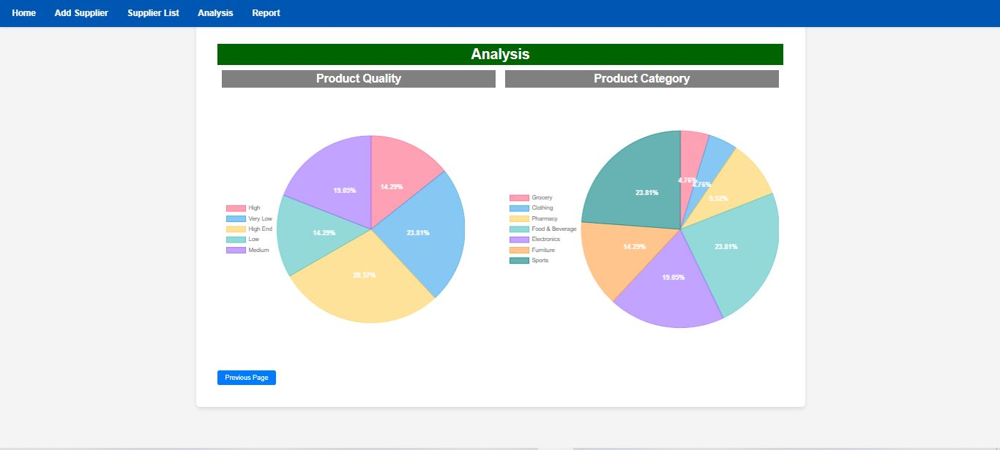 Home Add Supplier Supplier List Analysis Report
Analysis
Product Quality
Product Category
High
Very Low
High End
Low
Medium
19.05%
14.29%
14.29%
23.81%
28.57%
Grocery
Clothing
Pharmacy
Food & Beverage
Electronics
Furniture
Sports
4.76%
4.76%
23.81%
9.52%
14.29%
23.81%
19.05%
Previous Page